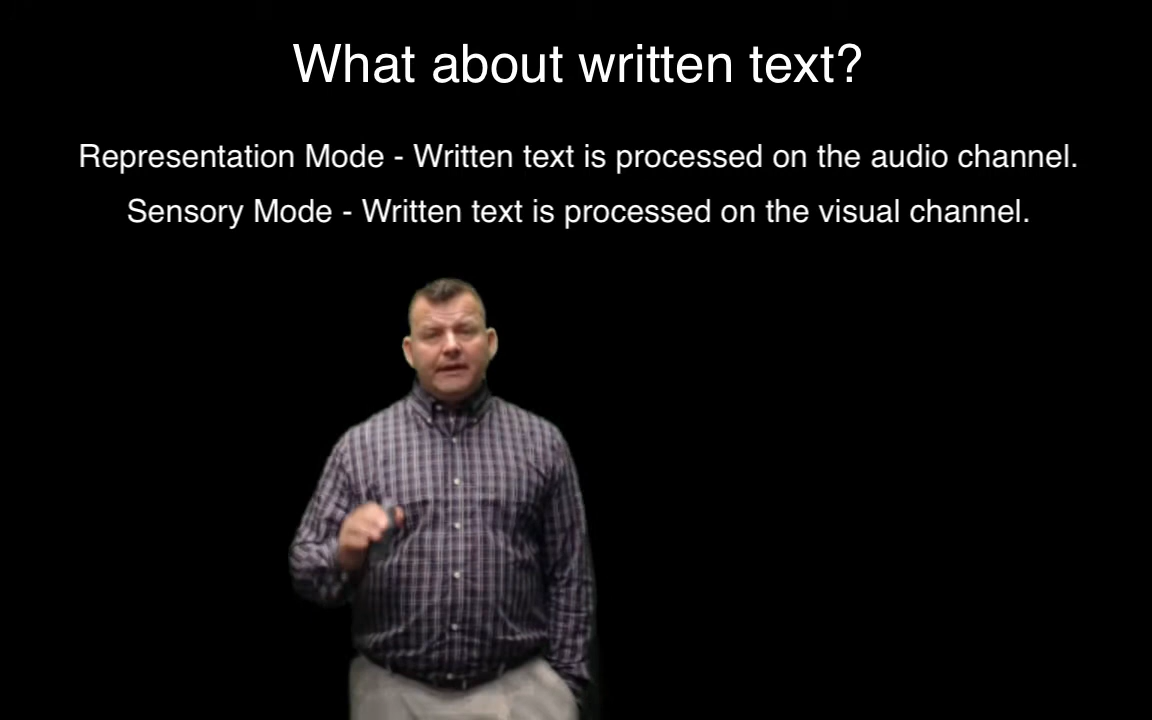 What about written text?
Representation Mode - Written text is processed on the audio channel.
Sensory Mode - Written text is processed on the visual channel.